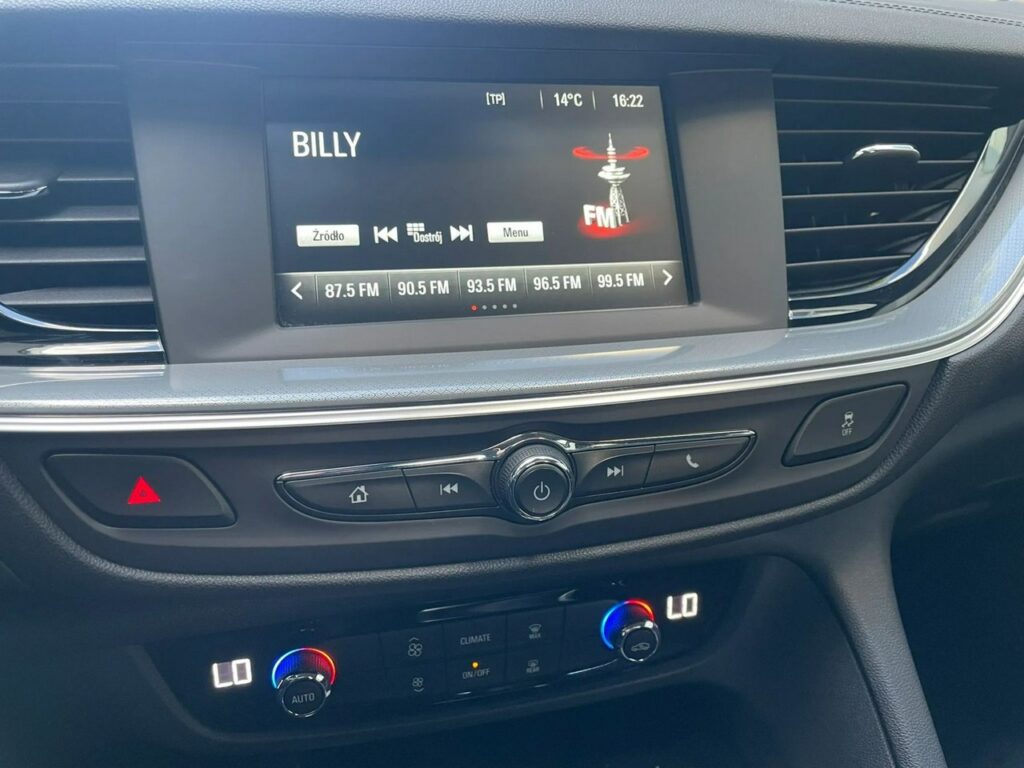 [TP] 14°C 16:22
BILLY
FM
Źródło Dostrój Menu
87.5 FM 90.5 FM 93.5 FM 96.5 FM 99.5 FM
OFF
CLIMATE MAX
LO AUTO ON/OFF REAR LO